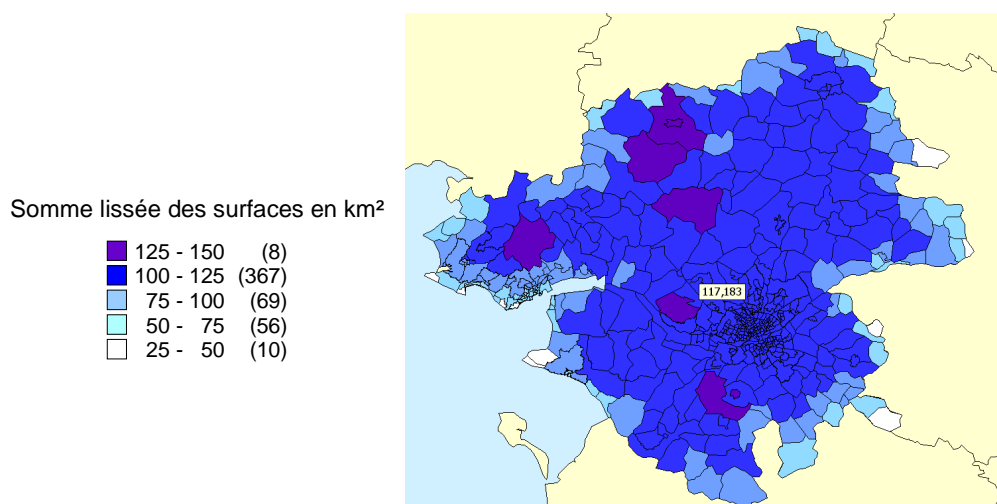 Somme lissée des surfaces en km²
125 - 150 (8)
100 - 125 (367)
75 - 100 (69)
50 - 75 (56)
25 - 50 (10)
117,183